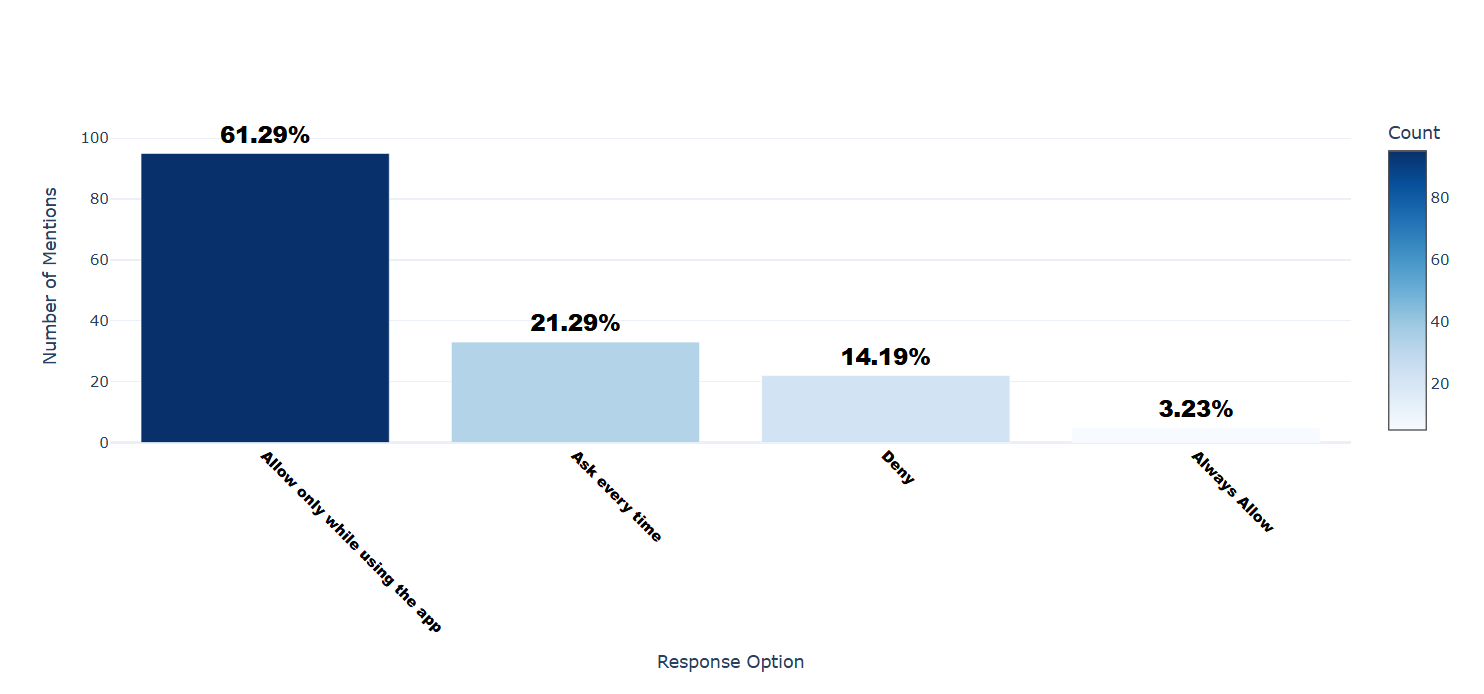 Count
100
80
60
40
20
0
Number of Mentions
61.29%
21.29%
14.19%
3.23%
80
60
40
20
Allow only while using the app
Ask every time
Deny
Always Allow
Response Option